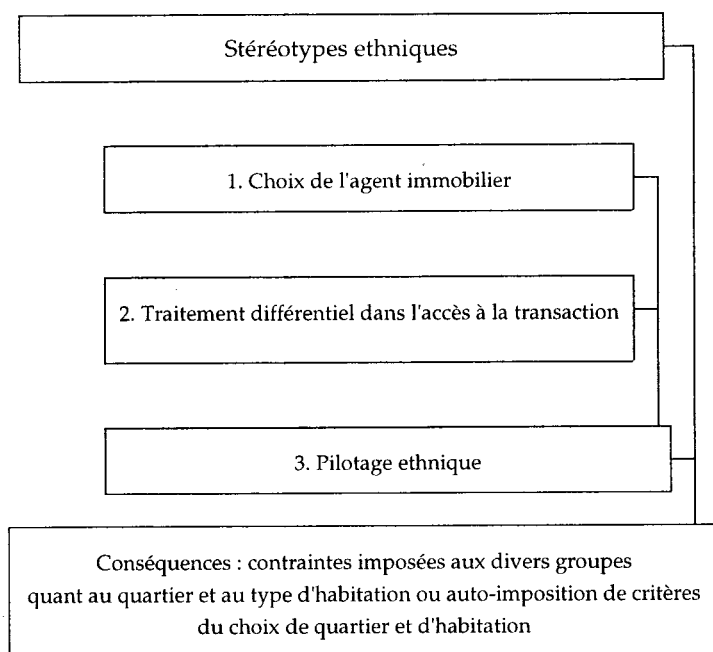 Stéréotypes ethniques
1. Choix de l'agent immobilier
2. Traitement différentiel dans l'accès à la transaction
3. Pilotage ethnique
Conséquences : contraintes imposées aux divers groupes
quant au quartier et au type d'habitation ou auto-imposition de critères
du choix de quartier et d'habitation